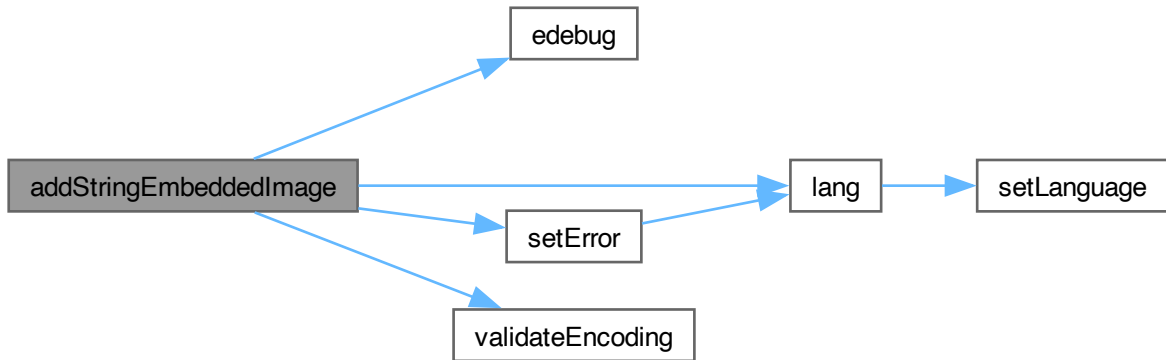 edebug
addStringEmbeddedImage
lang
setLanguage
setError
validateEncoding